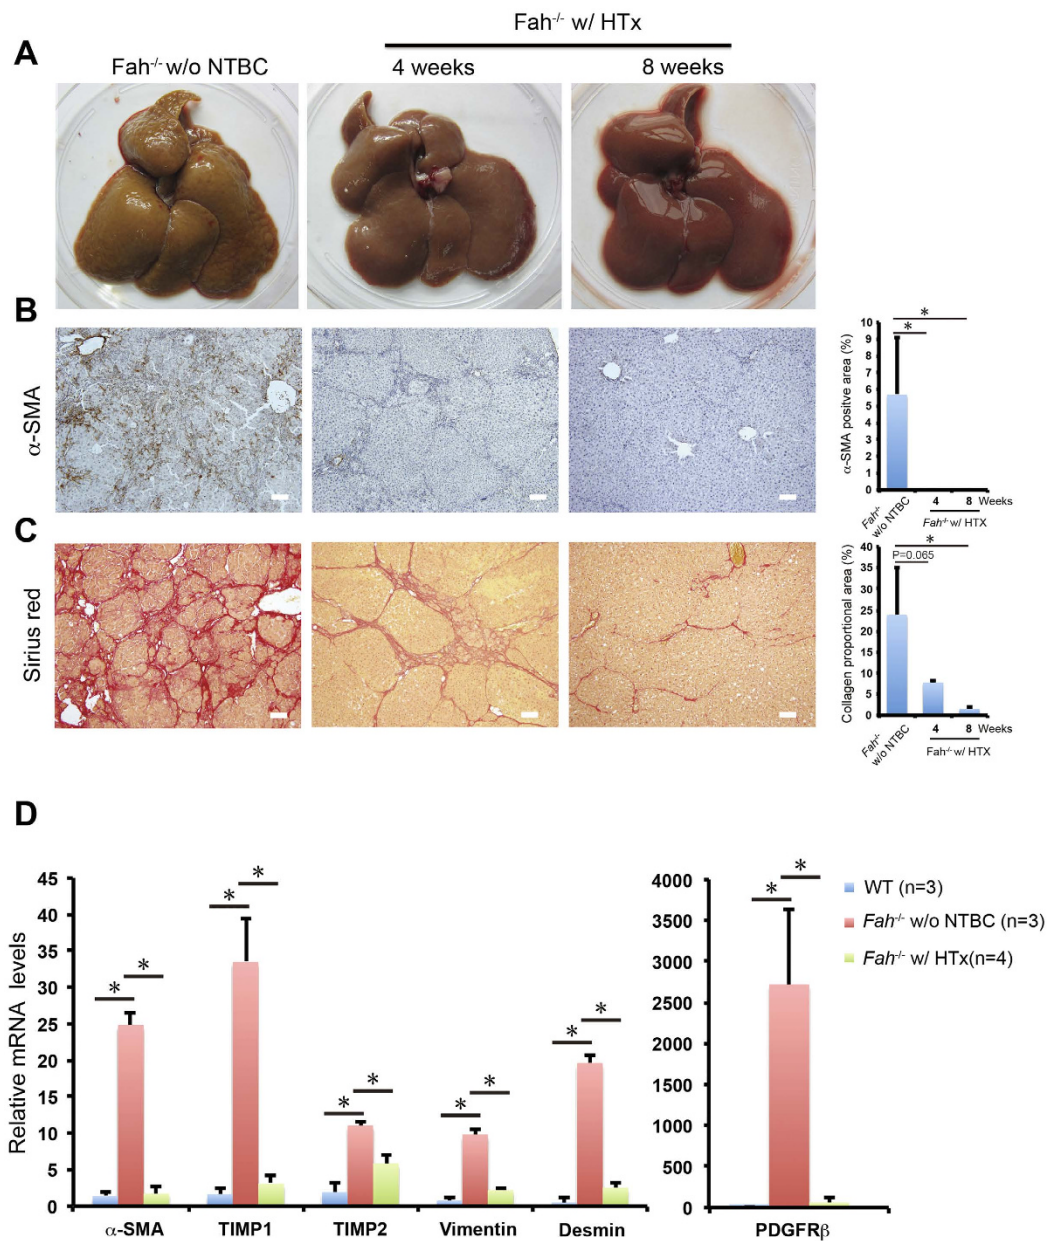 Fah⁻/⁻ w/ HTx
A
Fah⁻/⁻ w/o NTBC
4 weeks
8 weeks
B
α-SMA
α-SMA positve area (%)
10
9
8
7
6
5
4
3
2
1
0
*
*
Fah⁻/⁻
w/o NTBC
4 8 Weeks
Fah⁻/⁻ w/ HTX
C
Sirius red
Collagen proportional area (%)
40
35
30
25
20
15
10
5
0
*
P=0.065
Fah⁻/⁻
w/o NTBC
4 8 Weeks
Fah⁻/⁻ w/ HTX
D
Relative mRNA levels
45
40
35
30
25
20
15
10
5
0
* *
* *
* *
* *
* *
α-SMA TIMP1 TIMP2 Vimentin Desmin
4000
3500
3000
2500
2000
1500
1000
500
0
* *
PDGFRβ
WT (n=3)
Fah⁻/⁻ w/o NTBC (n=3)
Fah⁻/⁻ w/ HTx(n=4)